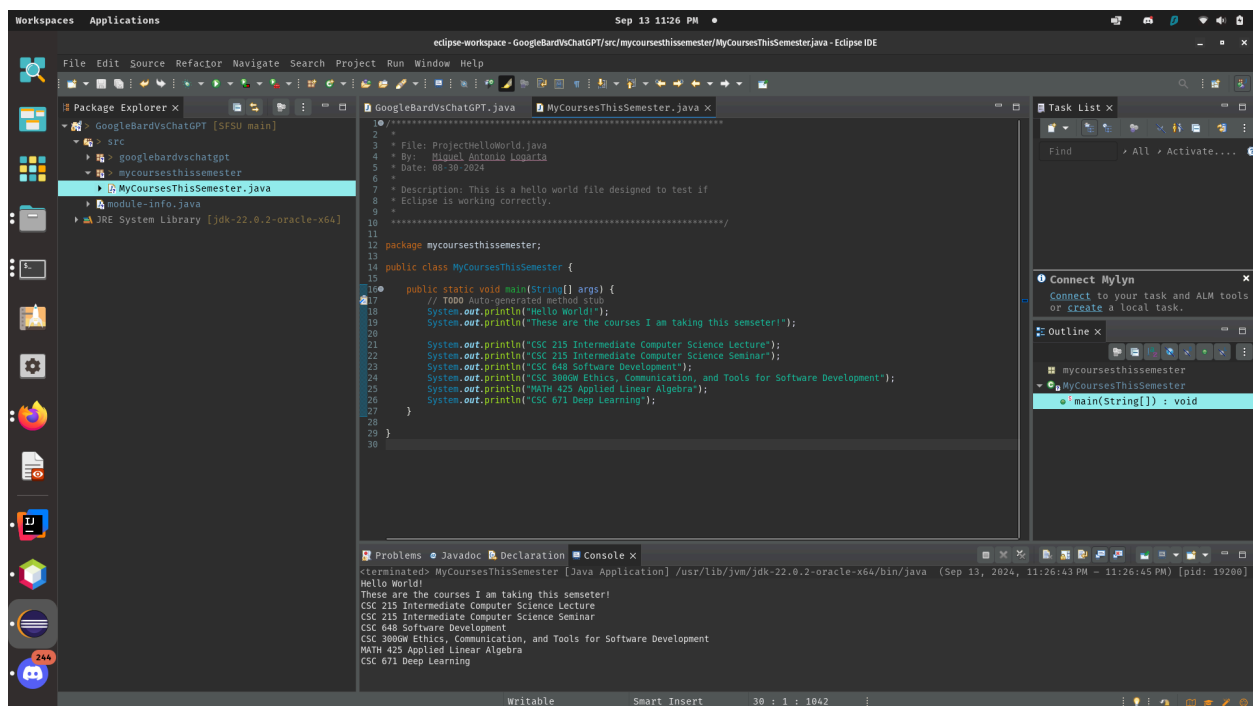 Workspaces Applications
Sep 13 11:26 PM
eclipse-workspace - GoogleBardVsChatGPT/src/mycoursesthissemester/MyCoursesThisSemester.java - Eclipse IDE
File Edit Source Refactor Navigate Search Project Run Window Help
Package Explorer ×
> GoogleBardVsChatGPT [SFSU main]
> src
> googlebardvschatgpt
> mycoursesthissemester
MyCoursesThisSemester.java
module-info.java
JRE System Library [jdk-22.0.2-oracle-x64]
GoogleBardVsChatGPT.java
MyCoursesThisSemester.java ×
1 /****************************************************************
2 *
3 * File: ProjectHelloWorld.java
4 * By: Miguel Antonio Logarta
5 * Date: 08-30-2024
6 *
7 * Description: This is a hello world file designed to test if
8 * Eclipse is working correctly.
9 *
10 ****************************************************************/
11
12 package mycoursesthissemester;
13
14 public class MyCoursesThisSemester {
15
16 public static void main(String[] args) {
17 // TODO Auto-generated method stub
18 System.out.println("Hello World!");
19 System.out.println("These are the courses I am taking this semseter!");
20
21 System.out.println("CSC 215 Intermediate Computer Science Lecture");
22 System.out.println("CSC 215 Intermediate Computer Science Seminar");
23 System.out.println("CSC 648 Software Development");
24 System.out.println("CSC 300GW Ethics, Communication, and Tools for Software Development");
25 System.out.println("MATH 425 Applied Linear Algebra");
26 System.out.println("CSC 671 Deep Learning");
27 }
28
29 }
30
Task List ×
Find
All
Activate....
Connect Mylyn
Connect to your task and ALM tools
or create a local task.
Outline ×
mycoursesthissemester
MyCoursesThisSemester
main(String[]) : void
Problems
Javadoc
Declaration
Console ×
<terminated> MyCoursesThisSemester [Java Application] /usr/lib/jvm/jdk-22.0.2-oracle-x64/bin/java (Sep 13, 2024, 11:26:43 PM – 11:26:45 PM) [pid: 19200]
Hello World!
These are the courses I am taking this semseter!
CSC 215 Intermediate Computer Science Lecture
CSC 215 Intermediate Computer Science Seminar
CSC 648 Software Development
CSC 300GW Ethics, Communication, and Tools for Software Development
MATH 425 Applied Linear Algebra
CSC 671 Deep Learning
244
Writable
Smart Insert
30 : 1 : 1042